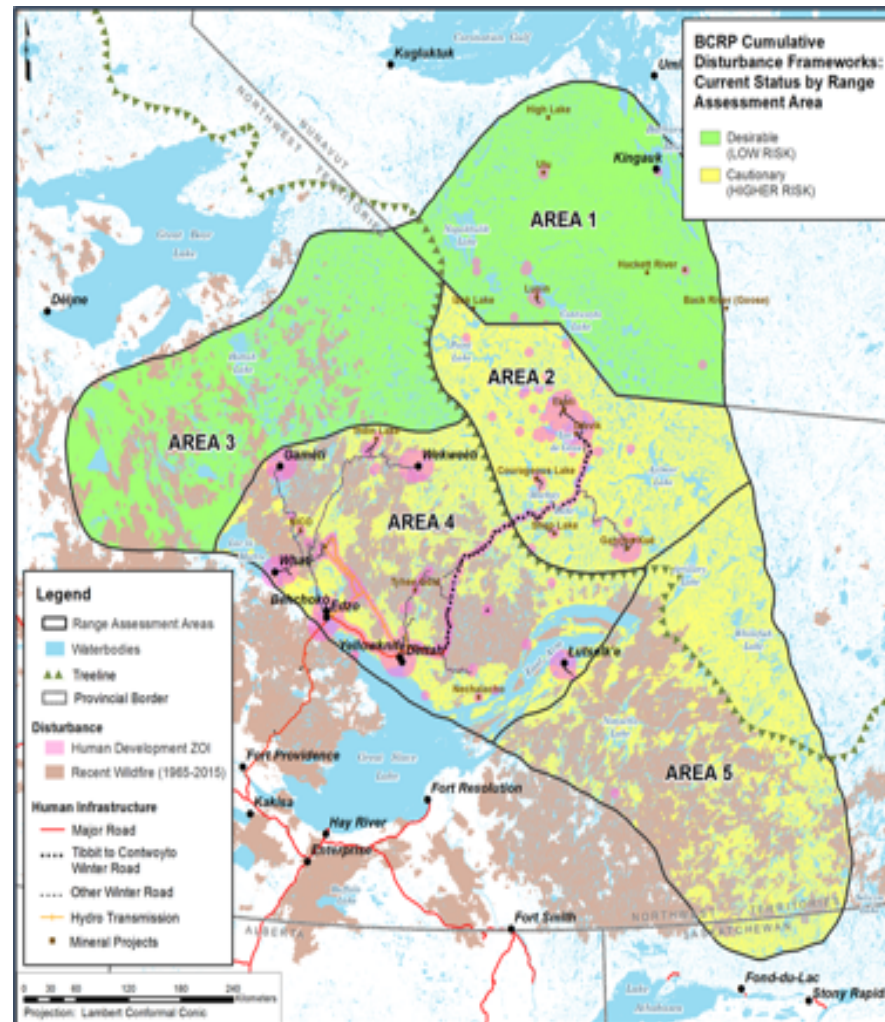 BCRP Cumulative
Disturbance Frameworks:
Current Status by Range
Assessment Area
Desirable
(LOW RISK)
Cautionary
(HIGHER RISK)
Kugluktuk
NUNAVUT
NORTHWEST TERRITORIES
High Lake
Ulu
Kingauk
AREA 1
Hackett River
Back River (Goose)
Lupin
Great Bear
Lake
Déline
AREA 2
AREA 3
Gamèti
Wekweètì
Courageous Lake
AREA 4
NICO
Snap Lake
Gahcho Kué
Whatì
Behchoko
Edzo
Yellowknife
Dettah
Łutselk'e
Nechalacho
AREA 5
Legend
Range Assessment Areas
Waterbodies
Treeline
Provincial Border
Disturbance
Human Development ZOI
Recent Wildfire (1965-2015)
Human Infrastructure
Major Road
Tibbit to Contwoyto
Winter Road
Other Winter Road
Hydro Transmission
Mineral Projects
Fort Providence
Great Slave
Lake
Kakisa
Fort Resolution
Hay River
Enterprise
Fort Smith
ALBERTA
NORTHWEST TERRITORIES
SASKATCHEWAN
Fond-du-Lac
Stony Rapids
Lake
Athabasca
0 30 60 120 180 240
Kilometers
Projection: Lambert Conformal Conic